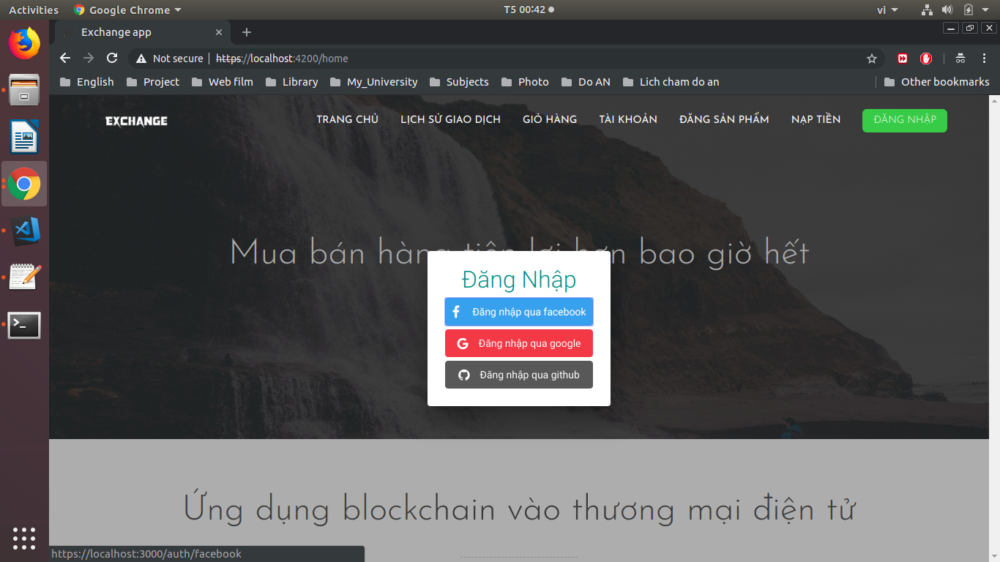 Activities Google Chrome T5 00:42 vi
Exchange app
Not secure https://localhost:4200/home
English Project Web film Library My_University Subjects Photo Do AN Lich cham do an Other bookmarks
EXCHANGE TRANG CHỦ LỊCH SỬ GIAO DỊCH GIỎ HÀNG TÀI KHOẢN ĐĂNG SẢN PHẨM NẠP TIỀN ĐĂNG NHẬP
Mua bán hàng tiện lợi hơn bao giờ hết
Đăng Nhập
Đăng nhập qua facebook
Đăng nhập qua google
Đăng nhập qua github
Ứng dụng blockchain vào thương mại điện tử
https://localhost:3000/auth/facebook